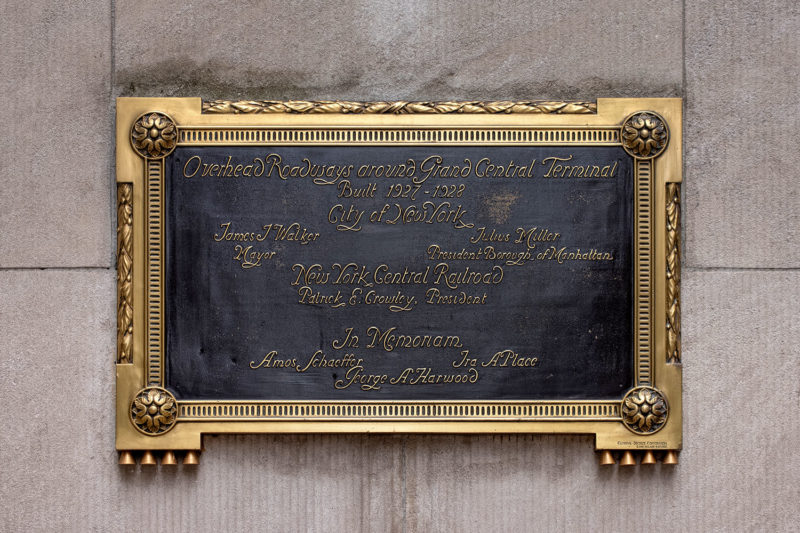 Overhead Roadways around Grand Central Terminal
Built 1927-1928
City of New York
James J Walker
Mayor
Julius Miller
President Borough of Manhattan
New York Central Railroad
Patrick E. Crowley, President
In Memoriam
Amos Schaeffer
Ira A Place
George A Harwood